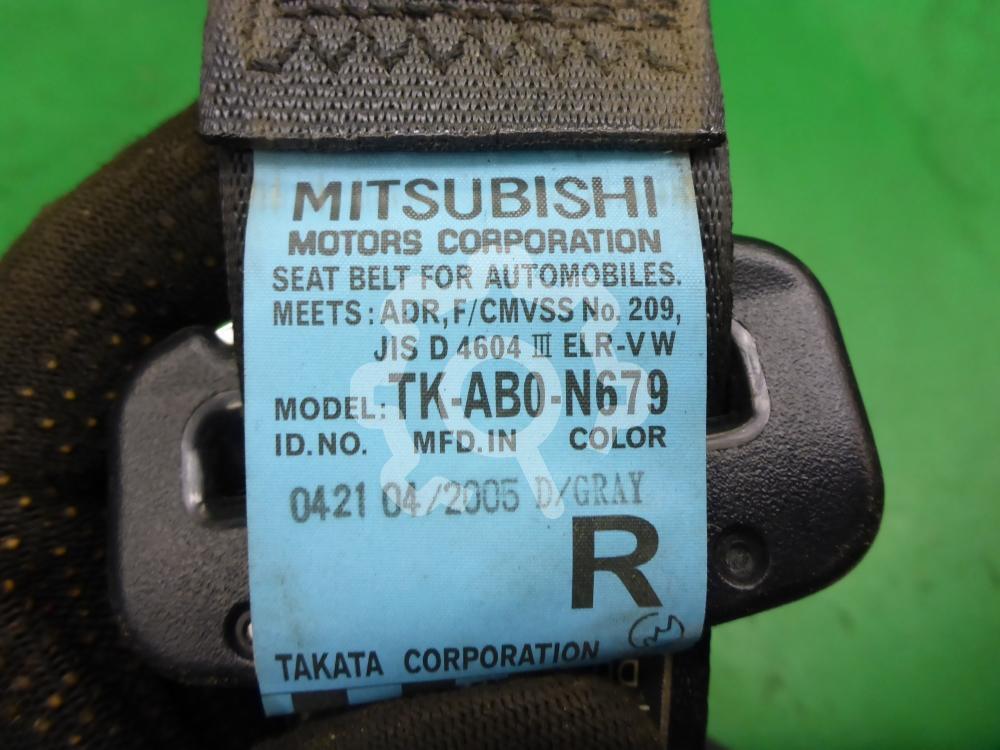 MITSUBISHI
MOTORS CORPORATION
SEAT BELT FOR AUTOMOBILES.
MEETS : ADR, F/CMVSS No. 209,
JIS D 4604 Ⅲ ELR-V W
MODEL: TK-AB0-N679
ID.NO. MFD.IN COLOR
0421 04/2005 D/GRAY
R
TAKATA CORPORATION